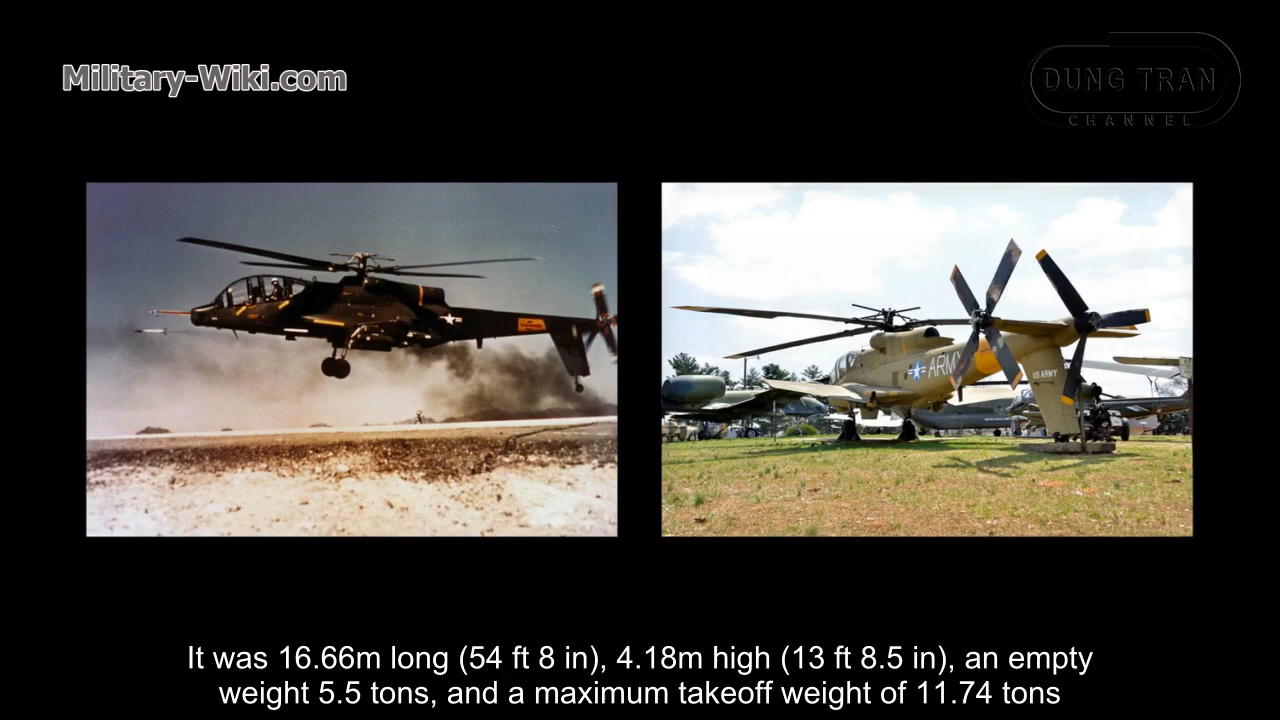 Military-Wiki.com
DUNG TRAN
CHANNEL
ARMY
US ARMY
It was 16.66m long (54 ft 8 in), 4.18m high (13 ft 8.5 in), an empty
weight 5.5 tons, and a maximum takeoff weight of 11.74 tons